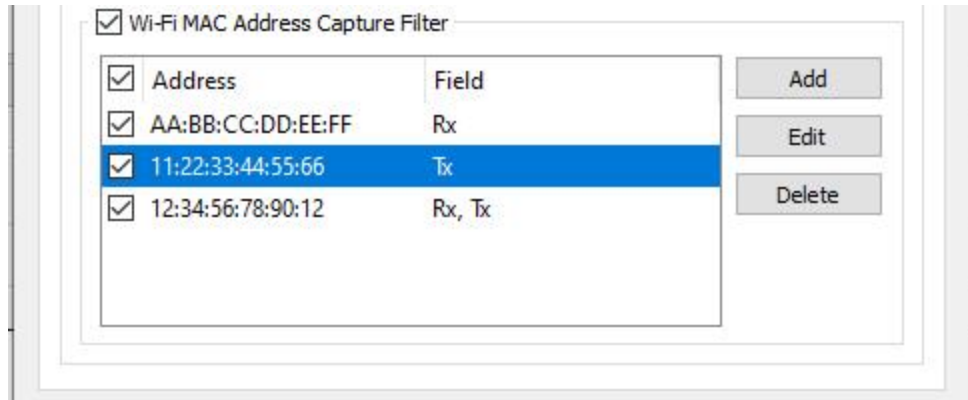 Wi-Fi MAC Address Capture Filter
Address Field
AA:BB:CC:DD:EE:FF Rx
11:22:33:44:55:66 Tx
12:34:56:78:90:12 Rx, Tx
Add
Edit
Delete